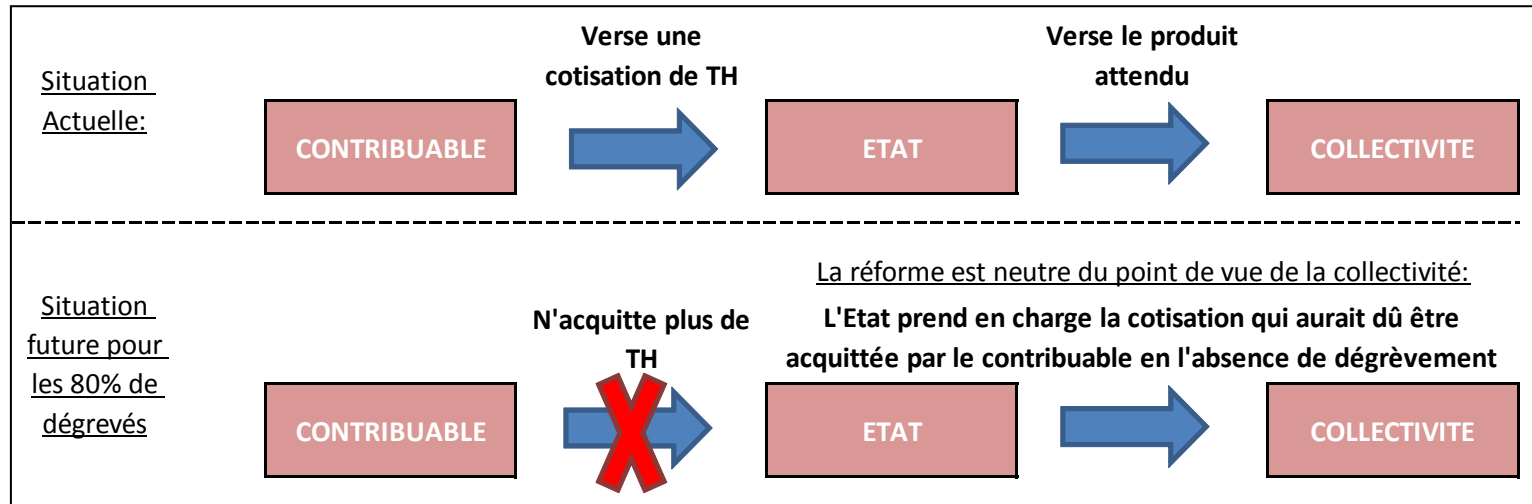 Situation
Actuelle:
Verse une
cotisation de TH
Verse le produit
attendu
CONTRIBUABLE
ETAT
COLLECTIVITE
Situation
future pour
les 80% de
dégrevés
N'acquitte plus de
TH
La réforme est neutre du point de vue de la collectivité:
L'Etat prend en charge la cotisation qui aurait dû être
acquittée par le contribuable en l'absence de dégrèvement
CONTRIBUABLE
ETAT
COLLECTIVITE